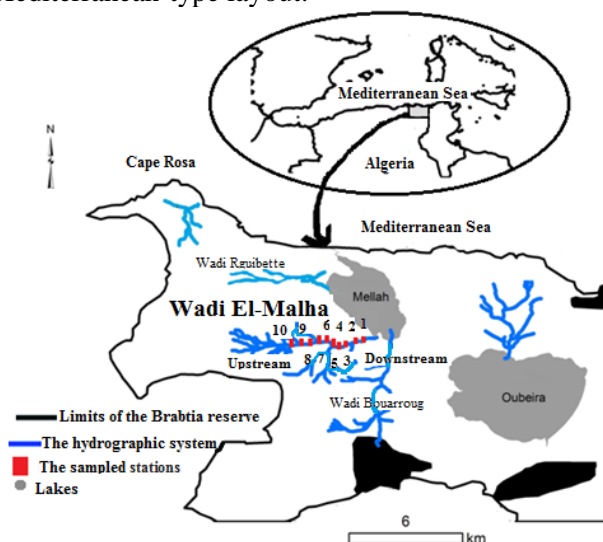 Mediterranean-type layout.
Mediterranean Sea
Algeria
N
Cape Rosa
Mediterranean Sea
Wadi Rguibette
Mellah
Wadi El-Malha
10 9 6 4 2 1
8 7 5 3
Upstream
Downstream
Wadi Bouarroug
Oubeira
Limits of the Brabtia reserve
The hydrographic system
The sampled stations
Lakes
6
km